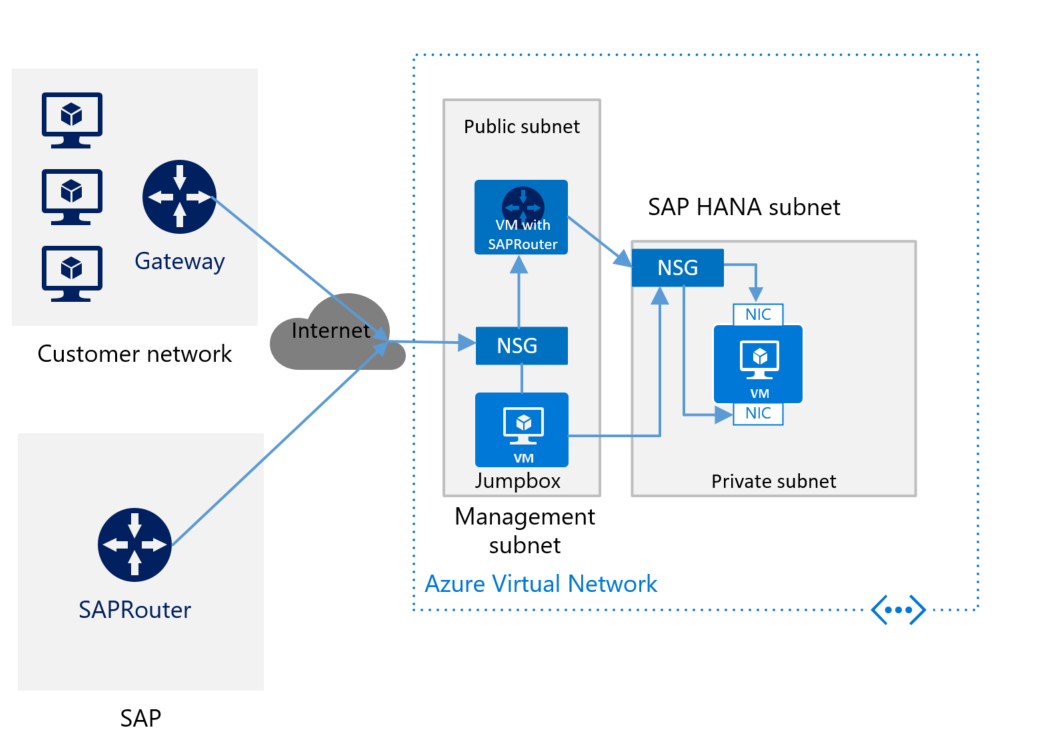 Public subnet
VM with
SAPRouter
SAP HANA subnet
NSG
NIC
VM
NIC
Private subnet
Gateway
Customer network
Internet
NSG
VM
Jumpbox
Management
subnet
Azure Virtual Network
SAPRouter
SAP